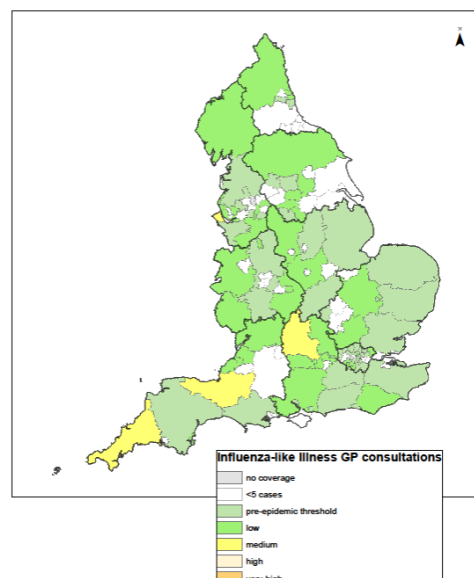 Influenza-like Illness GP consultations
no coverage
<5 cases
pre-epidemic threshold
low
medium
high